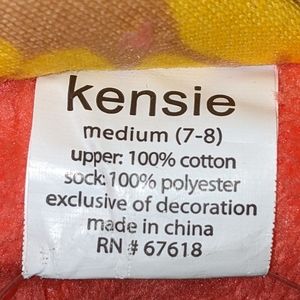 kensie
medium (7-8)
upper: 100% cotton
sock:100% polyester
exclusive of decoration
made in china
RN # 67618